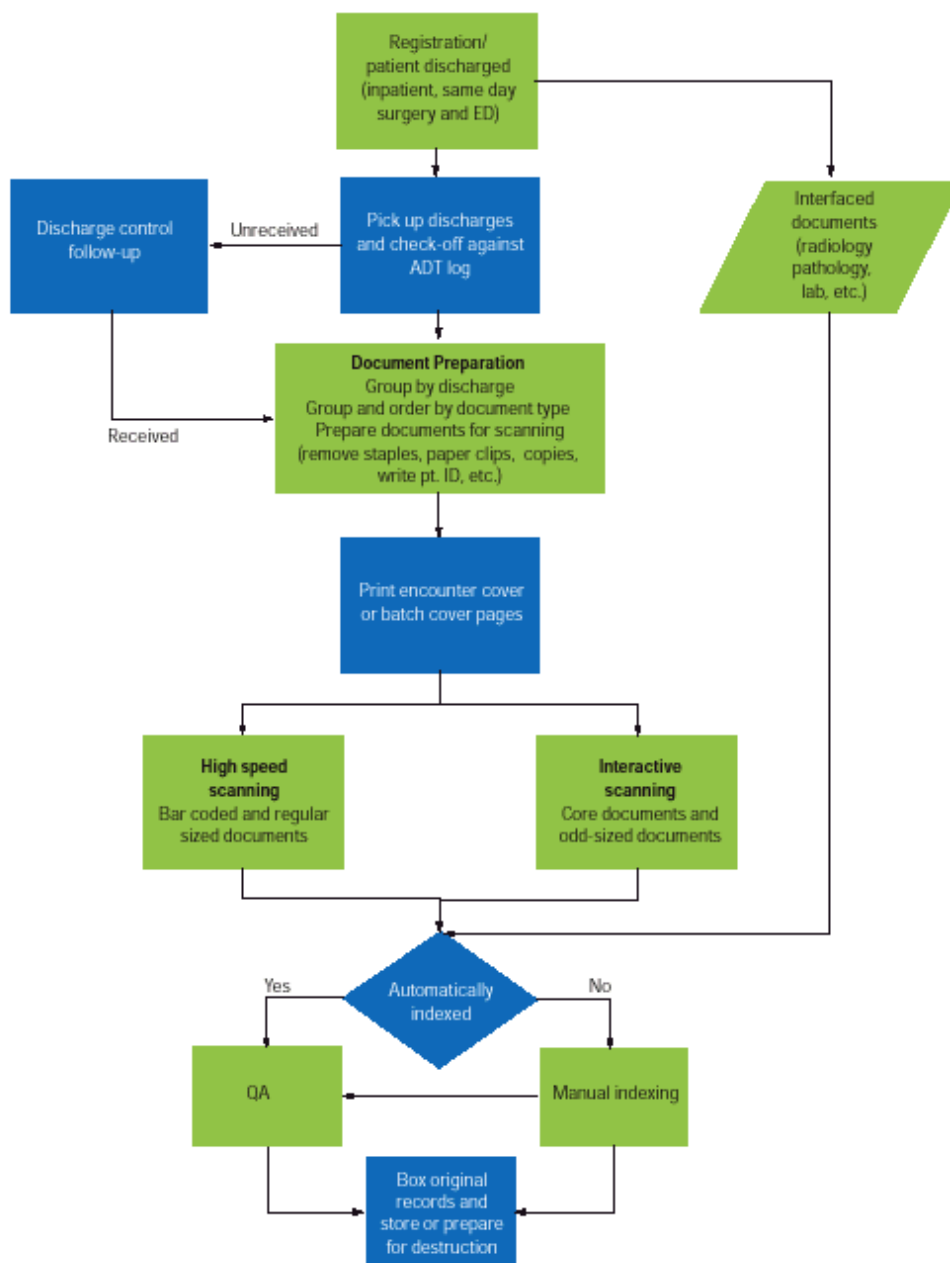 Registration/
patient discharged
(inpatient, same day
surgery and ED)
Discharge control
follow-up
Unreceived
Pick up discharges
and check-off against
ADT log
Interfaced
documents
(radiology
pathology,
lab, etc.)
Document Preparation
Group by discharge
Group and order by document type
Prepare documents for scanning
(remove staples, paper clips, copies,
write pt. ID, etc.)
Received
Print encounter cover
or batch cover pages
High speed
scanning
Bar coded and regular
sized documents
Interactive
scanning
Core documents and
odd-sized documents
Yes
Automatically
indexed
No
QA
Manual indexing
Box original
records and
store or prepare
for destruction